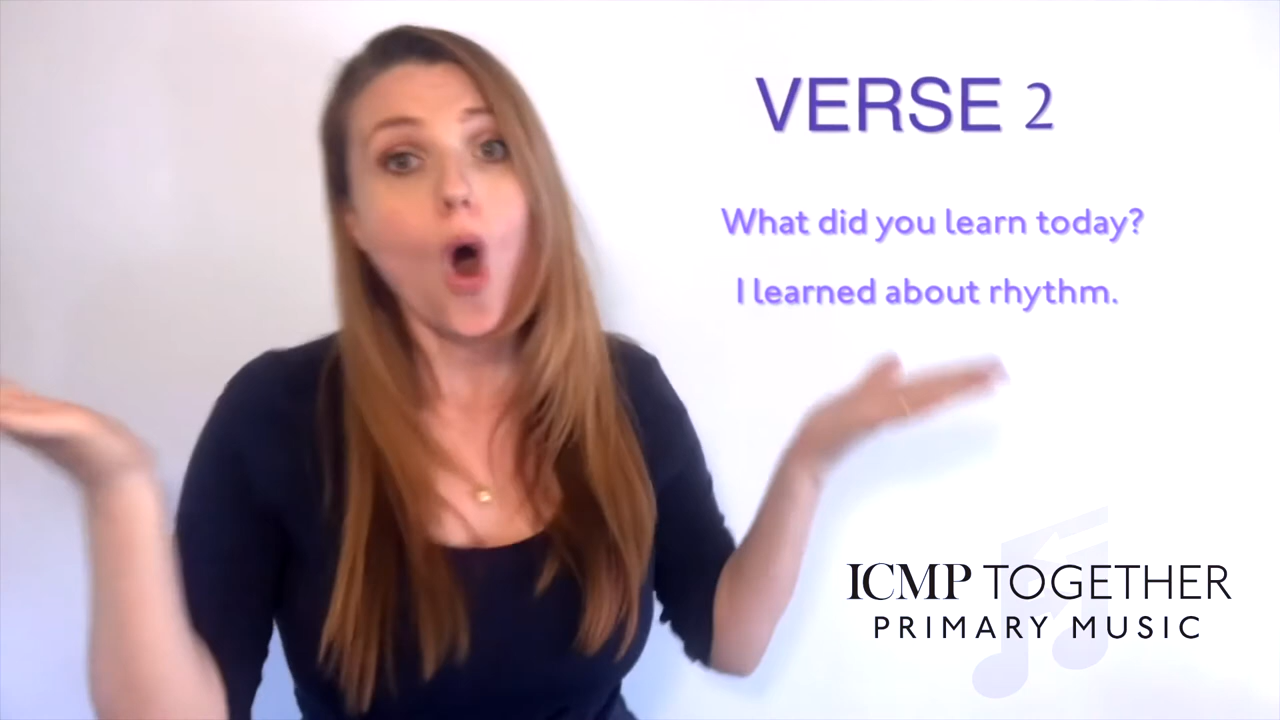 VERSE 2
What did you learn today?
I learned about rhythm.
ICMP TOGETHER
PRIMARY MUSIC